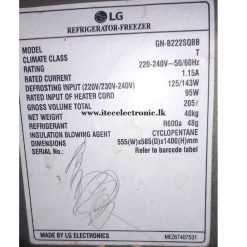 LG
REFRIGERATOR-FREEZER
MODEL GN-B222SQBB
CLIMATE CLASS T
RATING 220-240V~50HZ
RATED CURRENT 1.15A
DEFROSTING INPUT (220V/230V-240V) 125/143W
RATED INPUT OF HEATER CORD 95W
GROSS VOLUME TOTAL 205ℓ
www.itecelectronic.lk
NET WEIGHT 40kg
REFRIGERANT R600a 48g
INSULATION BLOWING AGENT CYCLOPENTANE
DIMENSIONS 555(W)x585(D)x1400(H)mm
SERIAL NO. Refer to barcode label
MADE BY LG ELECTRONICS
MEZ67407531